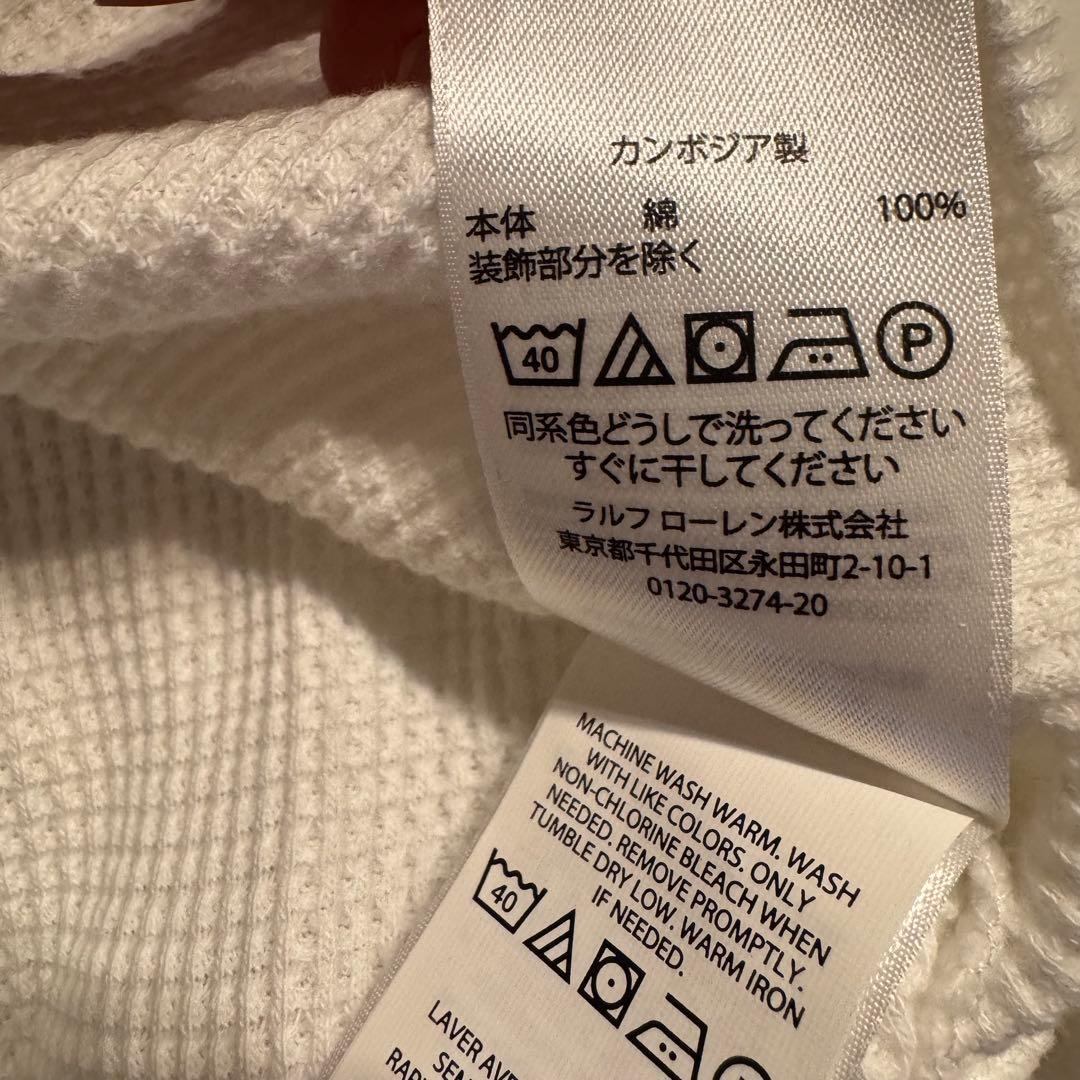 カンボジア製
本体 綿 100%
装飾部分を除く
40 P
同系色どうしで洗ってください
すぐに干してください
ラルフ ローレン株式会社
東京都千代田区永田町2-10-1
0120-3274-20
MACHINE WASH WARM. WASH
WITH LIKE COLORS. ONLY
NON-CHLORINE BLEACH WHEN
NEEDED. REMOVE PROMPTLY.
TUMBLE DRY LOW. WARM IRON
IF NEEDED.
40
LAVER